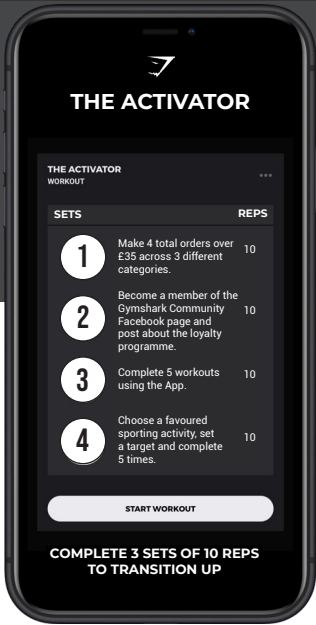 THE ACTIVATOR
THE ACTIVATOR
WORKOUT
SETS REPS
1
Make 4 total orders over
£35 across 3 different
categories.
10
2
Become a member of the
Gymshark Community
Facebook page and
post about the loyalty
programme.
10
3
Complete 5 workouts
using the App.
10
4
Choose a favoured
sporting activity, set
a target and complete
5 times.
10
START WORKOUT
COMPLETE 3 SETS OF 10 REPS
TO TRANSITION UP